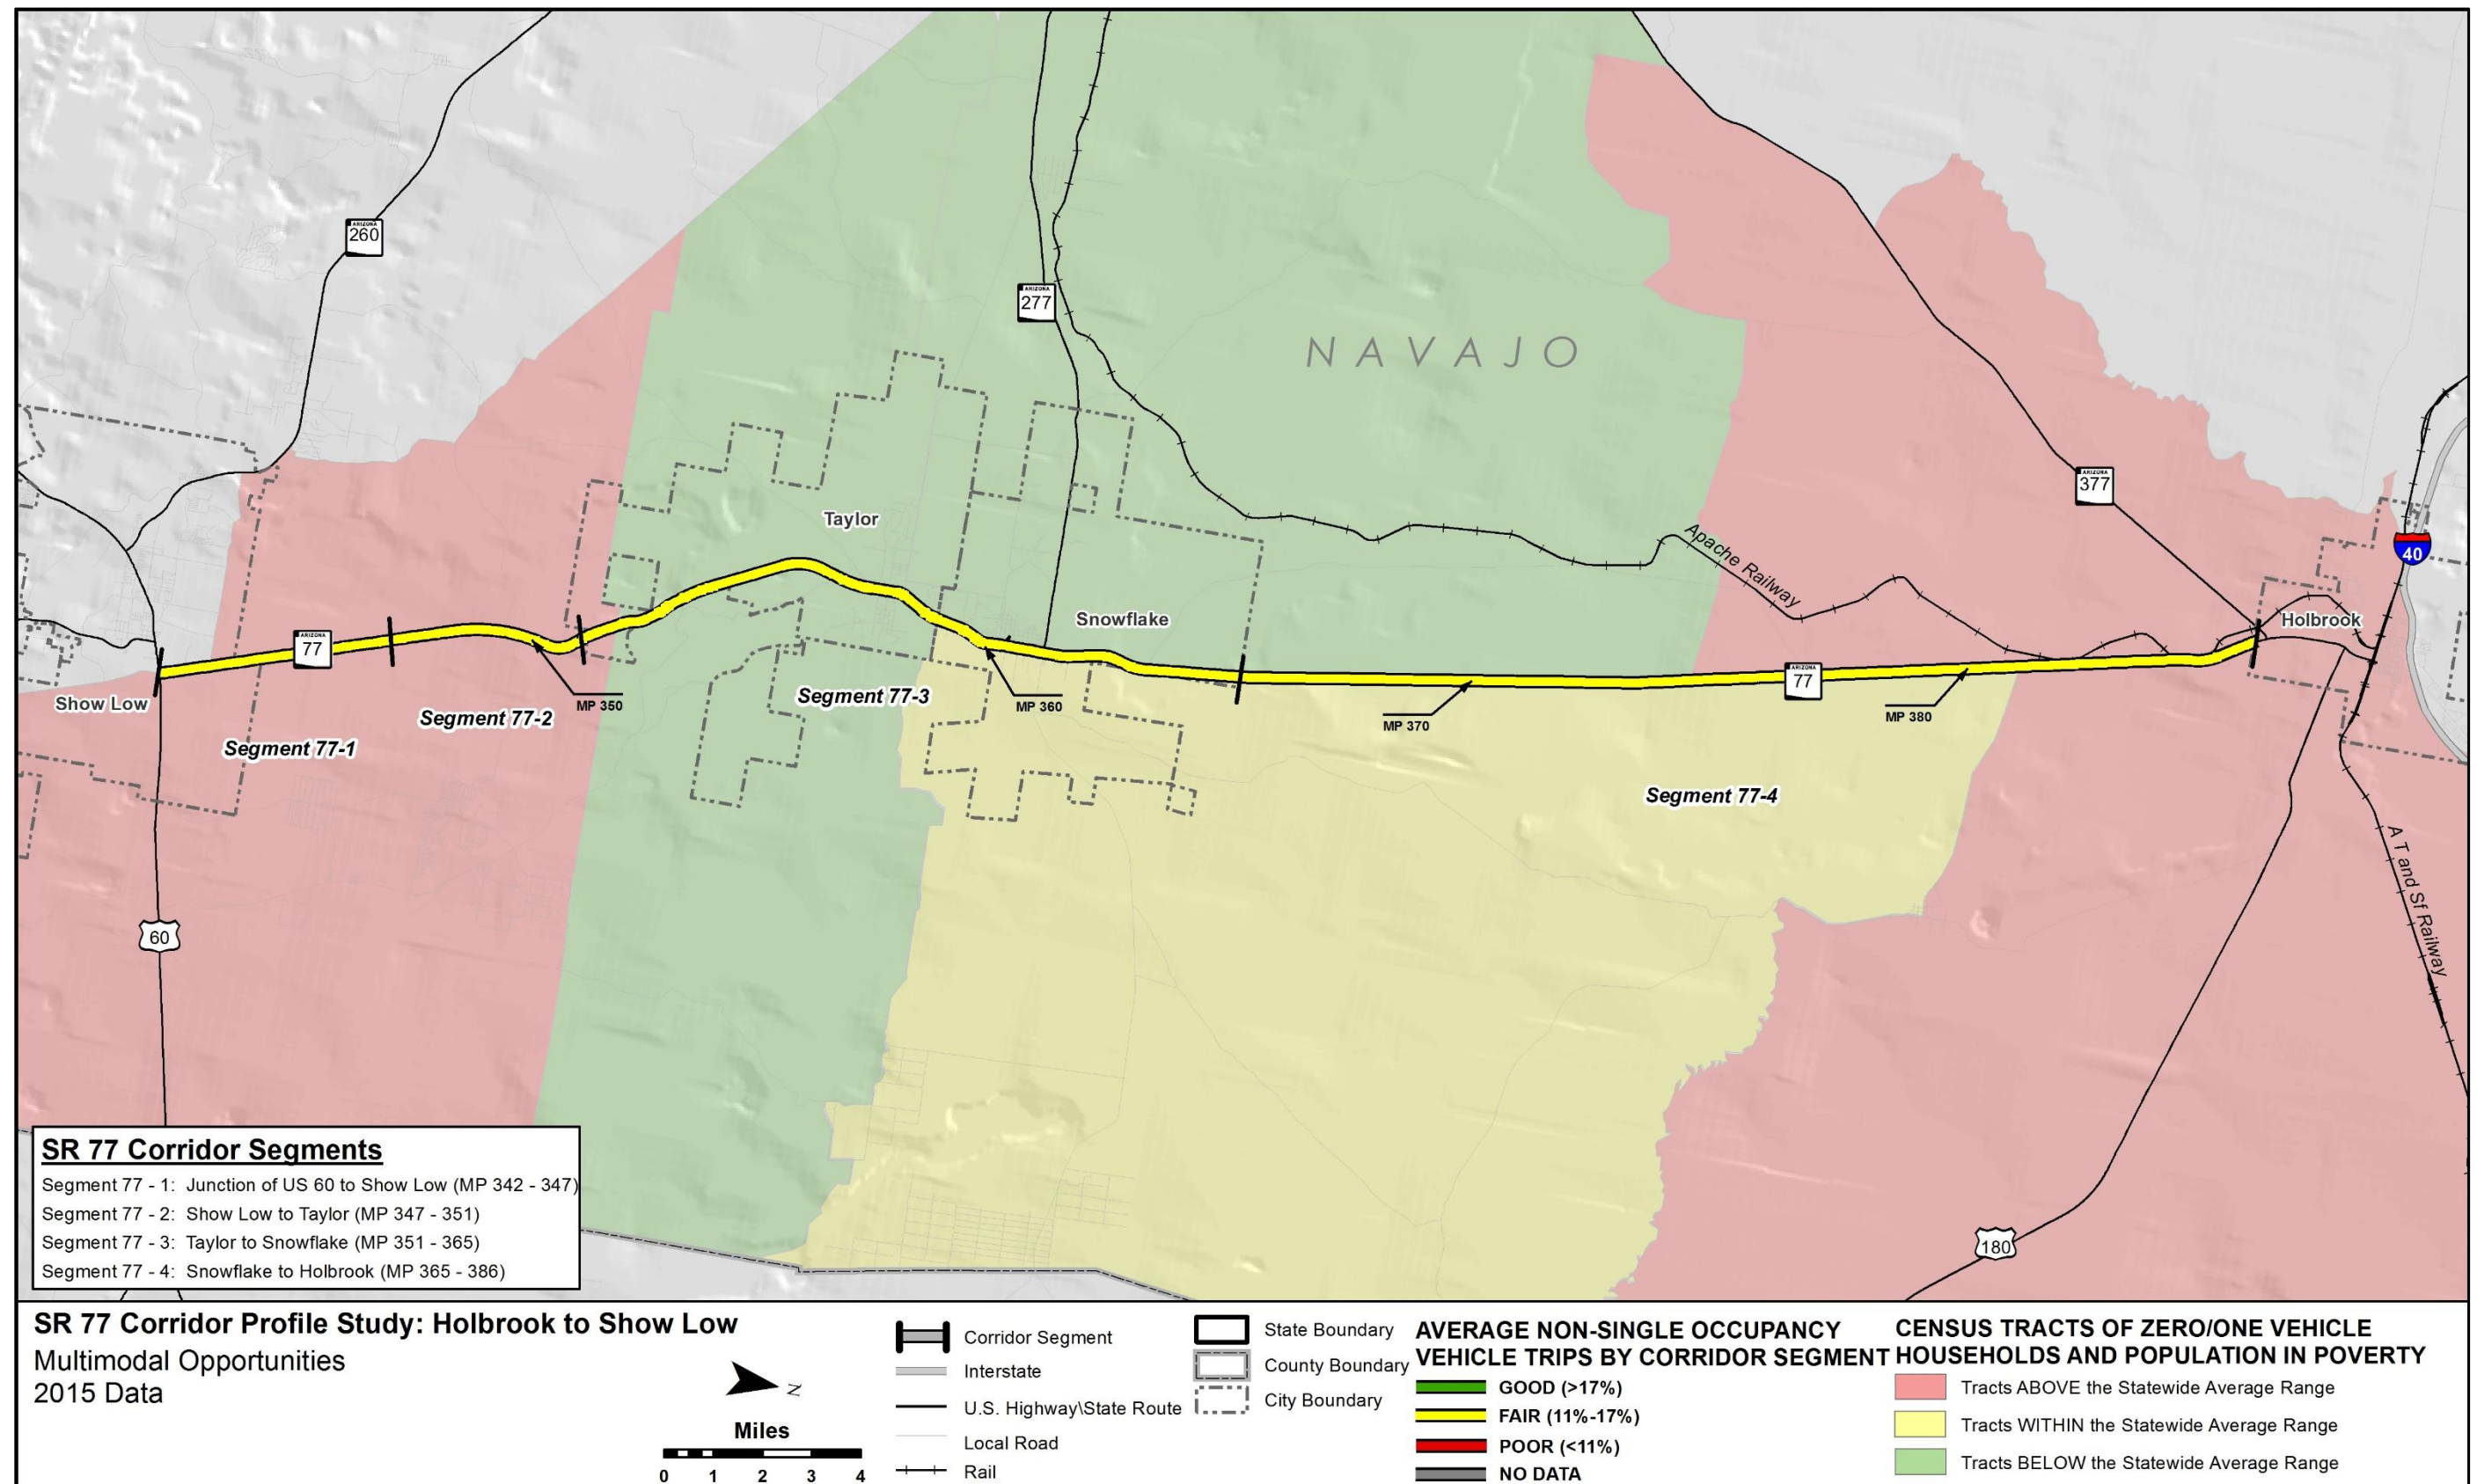 ARIZONA
260
ARIZONA
277
NAVAJO
ARIZONA
377
40
Taylor
Apache Railway
Snowflake
Holbrook
ARIZONA
77
Show Low
Segment 77-1
Segment 77-2
MP 350
Segment 77-3
MP 360
MP 370
ARIZONA
77
MP 380
Segment 77-4
60
A T and Sf Railway
180
SR 77 Corridor Segments
Segment 77 - 1: Junction of US 60 to Show Low (MP 342 - 347)
Segment 77 - 2: Show Low to Taylor (MP 347 - 351)
Segment 77 - 3: Taylor to Snowflake (MP 351 - 365)
Segment 77 - 4: Snowflake to Holbrook (MP 365 - 386)
SR 77 Corridor Profile Study: Holbrook to Show Low
Multimodal Opportunities
2015 Data
N
Miles
0 1 2 3 4
Corridor Segment
Interstate
U.S. Highway\State Route
Local Road
Rail
State Boundary
County Boundary
City Boundary
AVERAGE NON-SINGLE OCCUPANCY
VEHICLE TRIPS BY CORRIDOR SEGMENT
GOOD (>17%)
FAIR (11%-17%)
POOR (<11%)
NO DATA
CENSUS TRACTS OF ZERO/ONE VEHICLE
HOUSEHOLDS AND POPULATION IN POVERTY
Tracts ABOVE the Statewide Average Range
Tracts WITHIN the Statewide Average Range
Tracts BELOW the Statewide Average Range